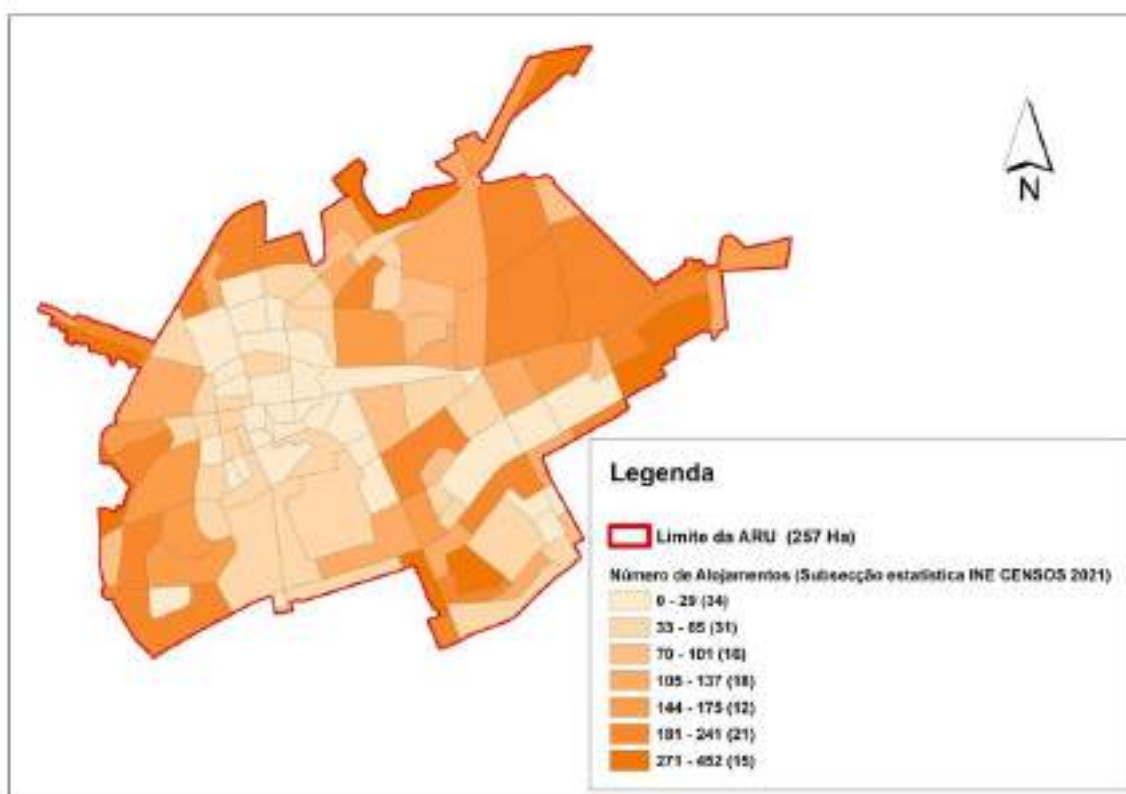 N
Legenda
Limite da ARU (257 Ha)
Número de Alojamentos (Subsecção estatística INE CENSOS 2021)
0 - 29 (34)
33 - 65 (31)
70 - 101 (16)
105 - 137 (18)
144 - 175 (12)
181 - 241 (21)
271 - 452 (15)